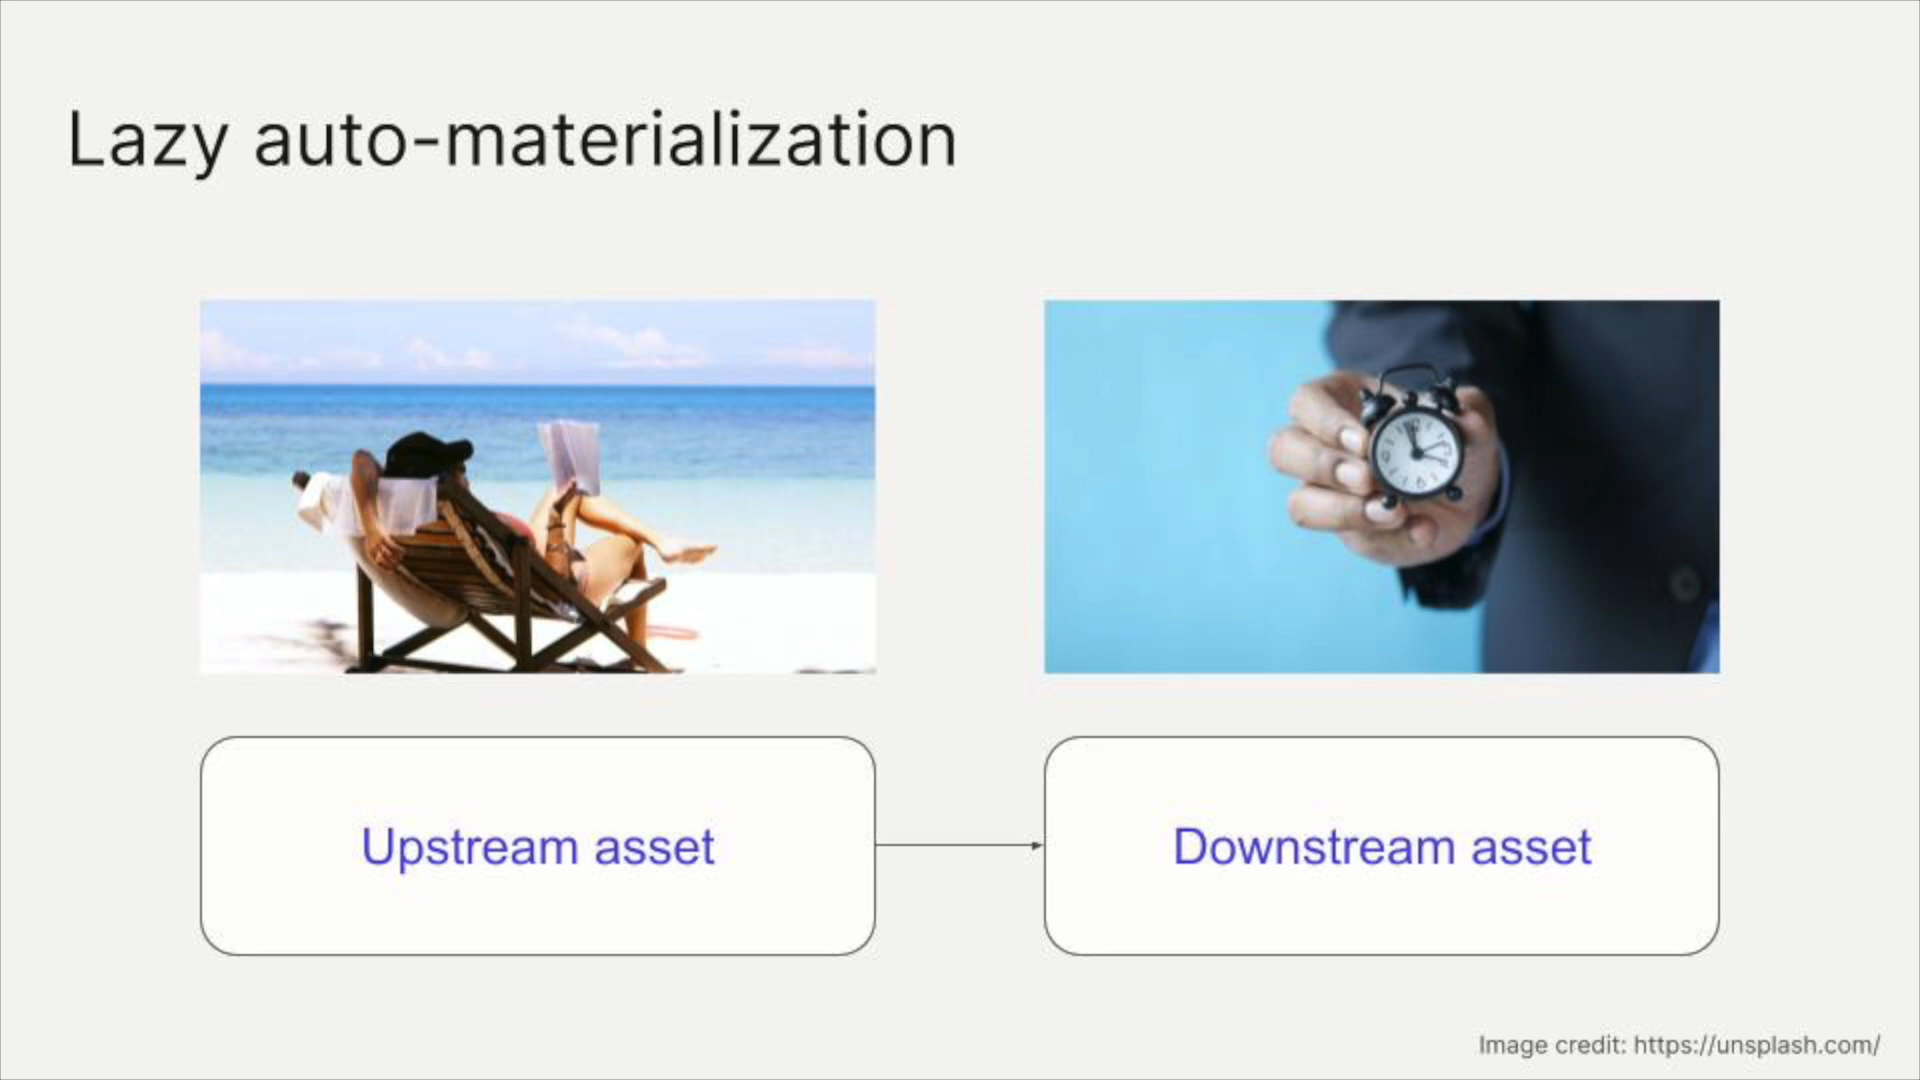 Lazy auto-materialization
Upstream asset
Downstream asset
Image credit: https://unsplash.com/